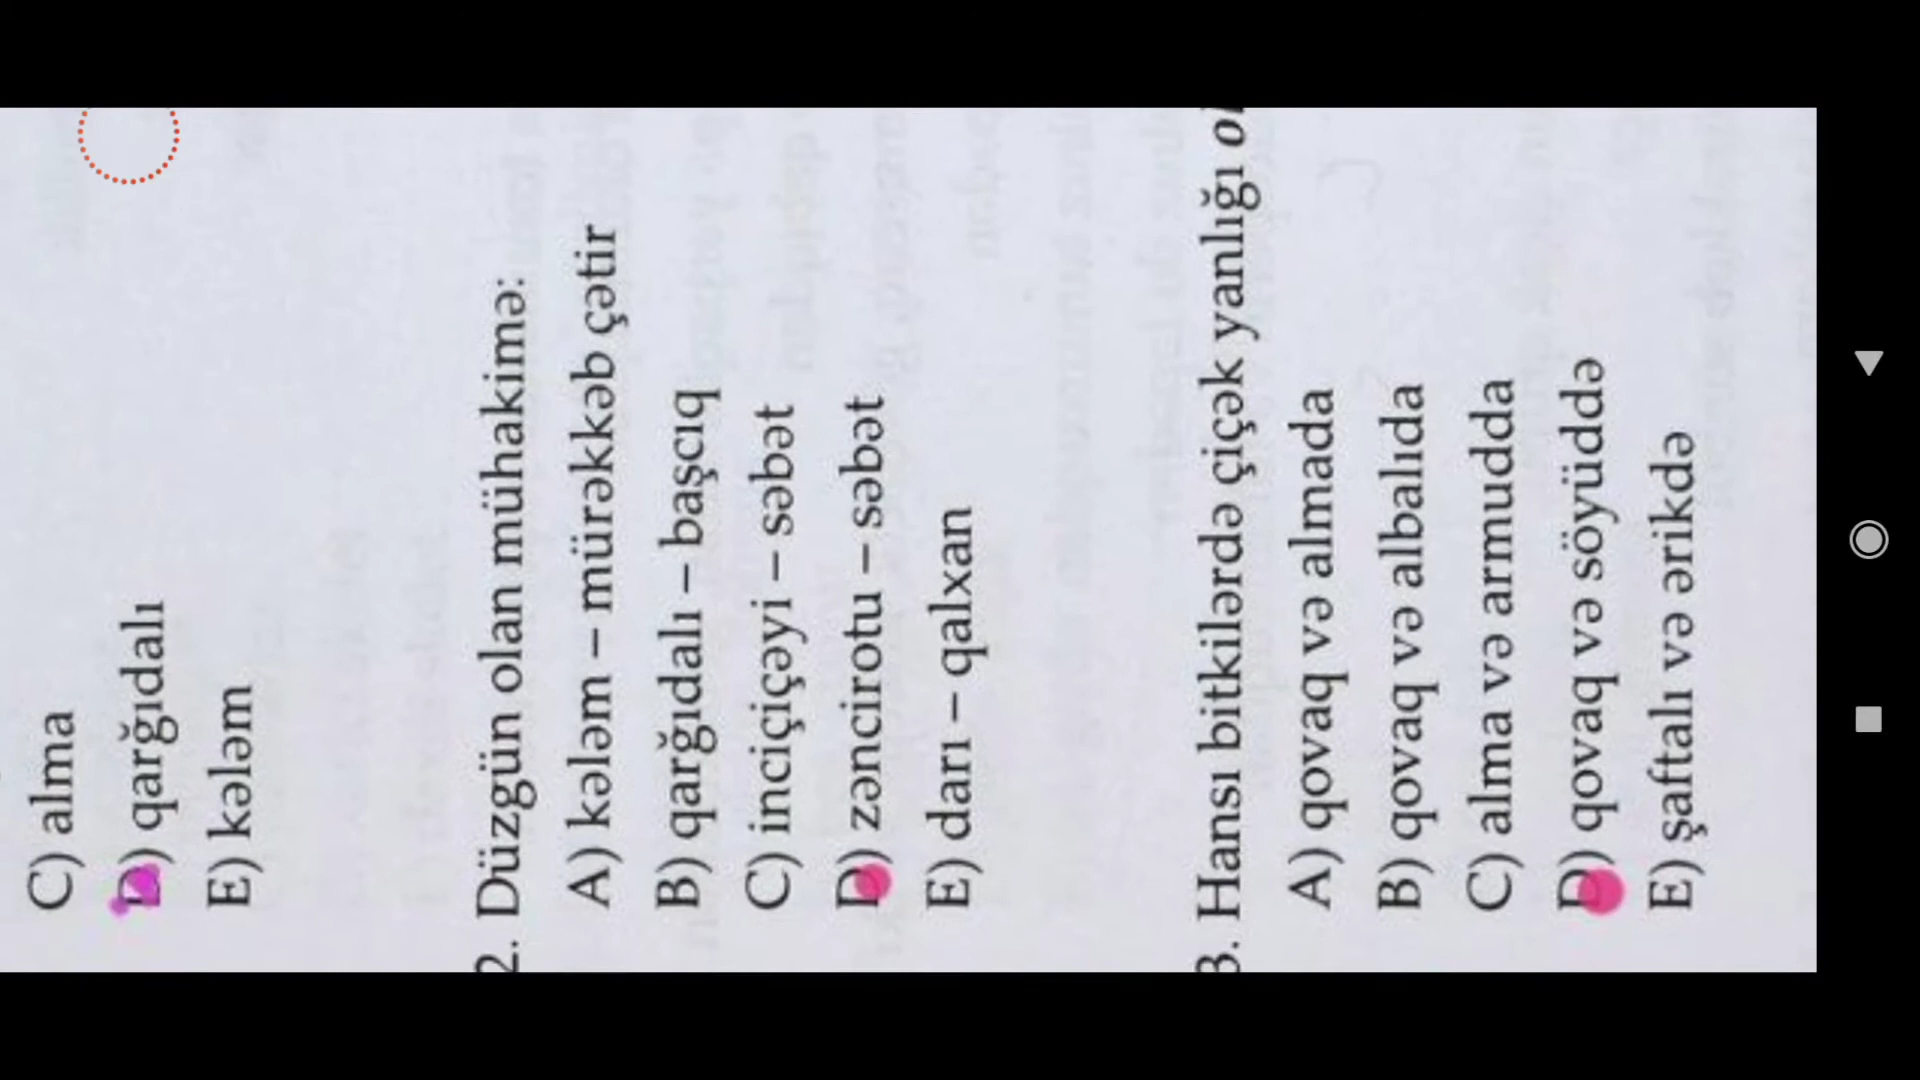 C) alma
D) qarğıdalı
E) kələm
2. Düzgün olan mühakimə:
A) kələm – mürəkkəb çətir
B) qarğıdalı – başcıq
C) inciçiçəyi – səbət
D) zəncirotu – səbət
E) darı – qalxan
3. Hansı bitkilərdə çiçək yanlığı
A) qovaq və almada
B) qovaq və albalıda
C) alma və armudda
D) qovaq və söyüddə
E) şaftalı və ərikdə